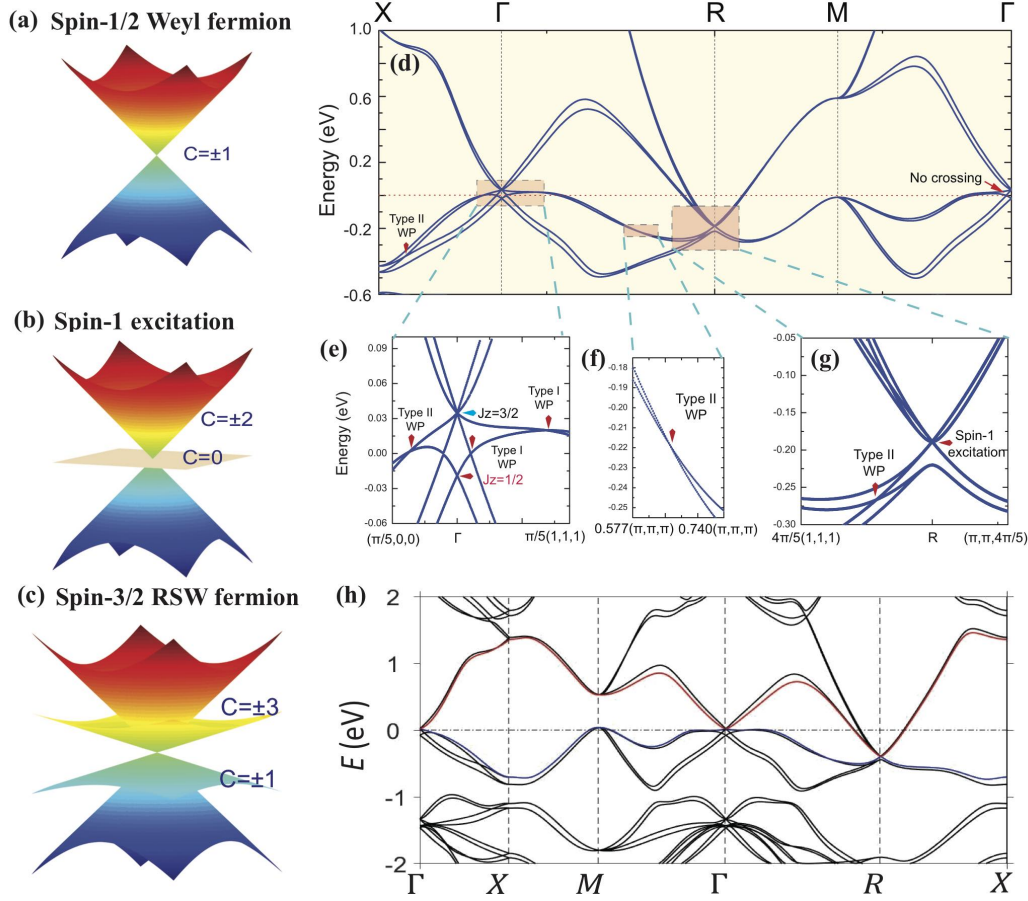 (a) Spin-1/2 Weyl fermion
C=±1
(b) Spin-1 excitation
C=±2
C=0
(c) Spin-3/2 RSW fermion
C=±3
C=±1
X Γ R M Γ
(d)
Energy (eV)
1.0
0.6
0.2
-0.2
-0.6
Type II
WP
No crossing
(e)
Energy (eV)
0.09
0.06
0.03
0.00
-0.03
-0.06
Type II
WP
Jz=3/2
Type I
WP
Type I
WP
Jz=1/2
(π/5,0,0) Γ π/5(1,1,1)
(f)
-0.18
-0.19
-0.20
-0.21
-0.22
-0.23
-0.24
-0.25
Type II
WP
0.577(π,π,π) 0.740(π,π,π)
(g)
-0.05
-0.10
-0.15
-0.20
-0.25
-0.30
Spin-1
excitation
Type II
WP
4π/5(1,1,1) R (π,π,4π/5)
(h)
E (eV)
2
1
0
-1
-2
Γ X M Γ R X